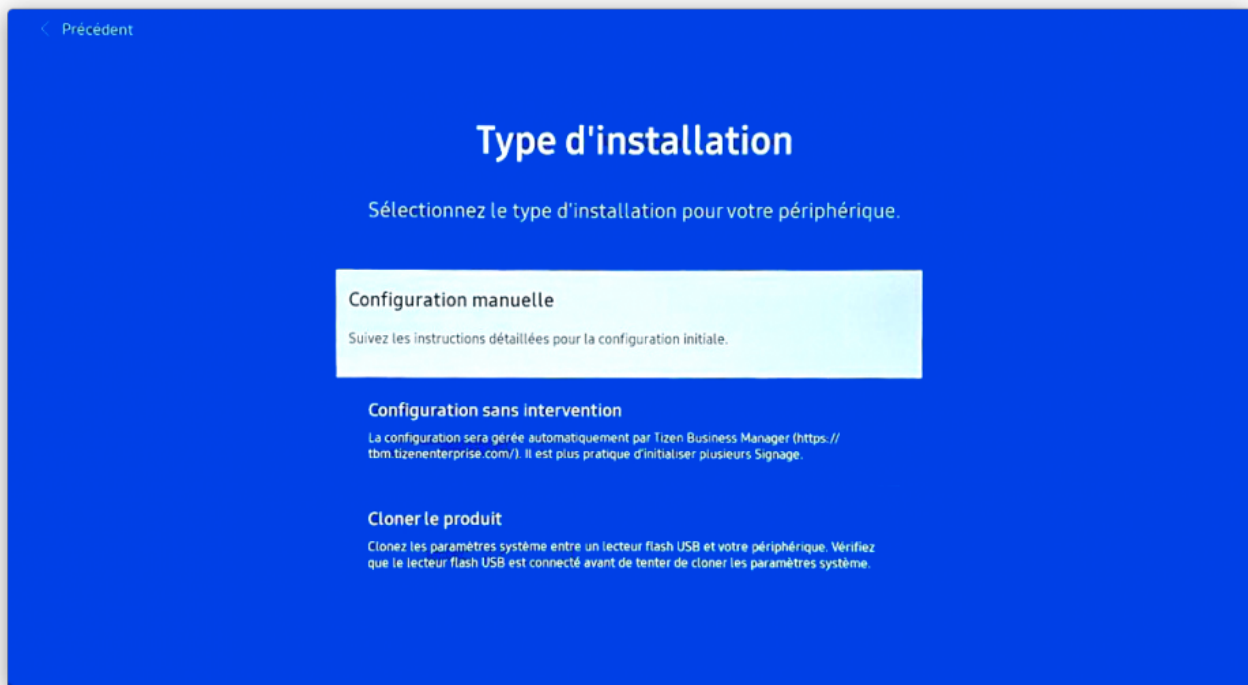 Précédent
Type d'installation
Sélectionnez le type d'installation pour votre périphérique.
Configuration manuelle
Suivez les instructions détaillées pour la configuration initiale.
Configuration sans intervention
La configuration sera gérée automatiquement par Tizen Business Manager (https://
tbm.tizenenterprise.com/). Il est plus pratique d'initialiser plusieurs Signage.
Cloner le produit
Clonez les paramètres système entre un lecteur flash USB et votre périphérique. Vérifiez
que le lecteur flash USB est connecté avant de tenter de cloner les paramètres système.